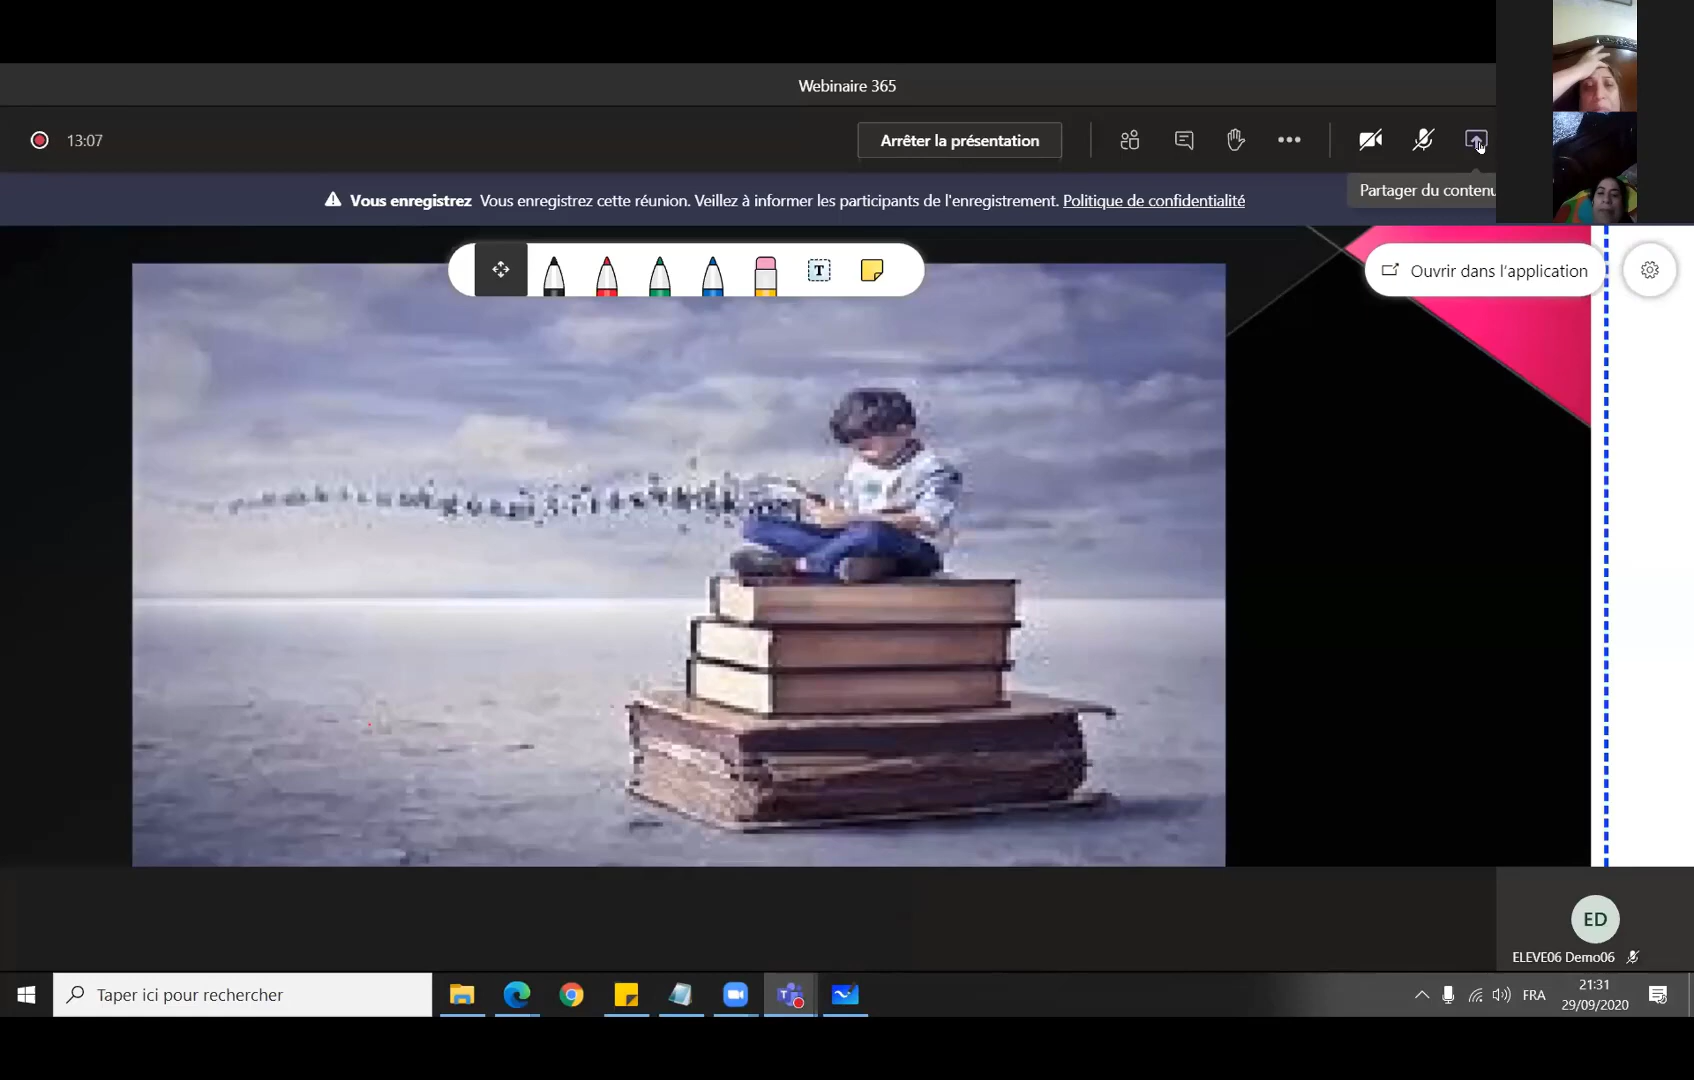 Webinaire 365
13:07
Arrêter la présentation
Vous enregistrez Vous enregistrez cette réunion. Veillez à informer les participants de l'enregistrement. Politique de confidentialité
Partager du contenu
T
Ouvrir dans l'application
ED
ELEVE06 Demo06
Taper ici pour rechercher
FRA
21:31
29/09/2020